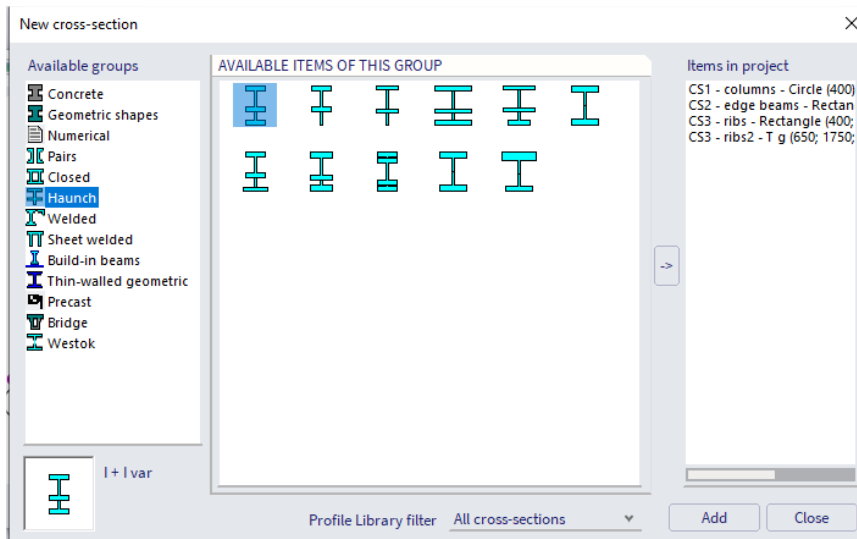 New cross-section
Available groups
Concrete
Geometric shapes
Numerical
Pairs
Closed
Haunch
Welded
Sheet welded
Build-in beams
Thin-walled geometric
Precast
Bridge
Westok
I + I var
AVAILABLE ITEMS OF THIS GROUP
Profile Library filter All cross-sections
Items in project
CS1 - columns - Circle (400)
CS2 - edge beams - Rectan
CS3 - ribs - Rectangle (400;
CS3 - ribs2 - T g (650; 1750;
->
Add Close